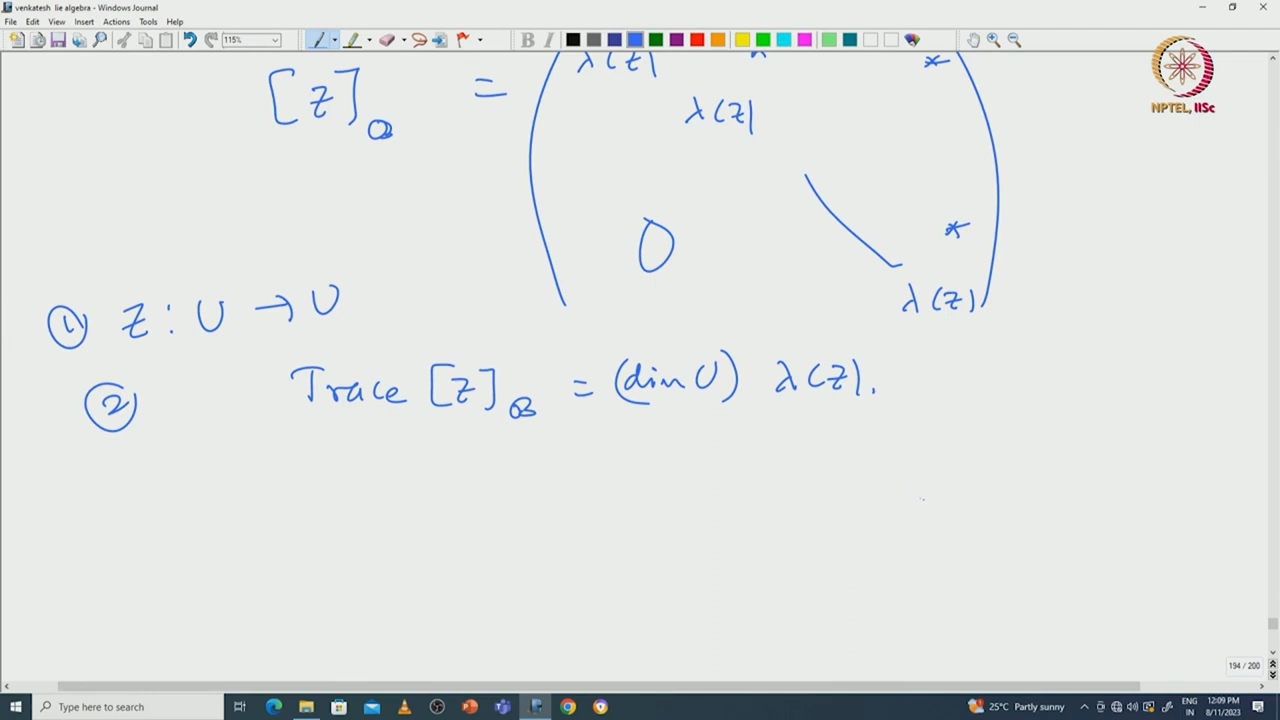 venkatesh lie algebra - Windows Journal
File Edit View Insert Actions Tools Help
115%
B I
NPTEL, IISc
λ(z) * *
[z]_B =
λ(z)
0
*
λ(z)
① z : U → U
② Trace [z]_B = (dim U) λ(z).
194 / 200
Type here to search
25°C Partly sunny
ENG
IN
12:09 PM
8/11/2023